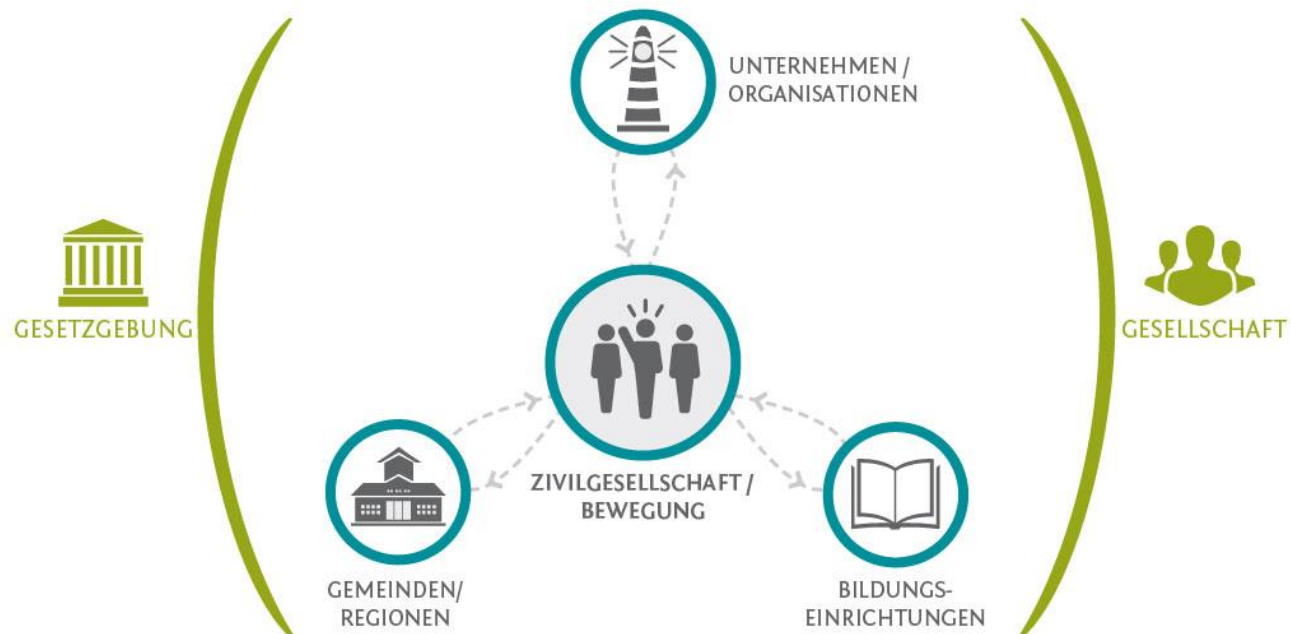 UNTERNEHMEN /
ORGANISATIONEN
GESETZGEBUNG
GESELLSCHAFT
ZIVILGESELLSCHAFT /
BEWEGUNG
GEMEINDEN/
REGIONEN
BILDUNGS-
EINRICHTUNGEN